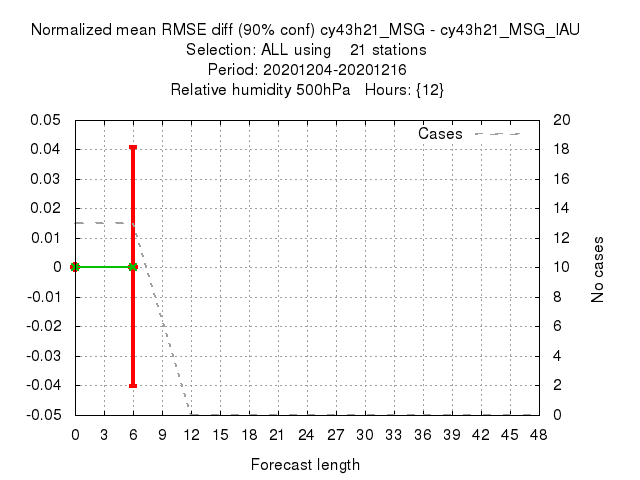 Normalized mean RMSE diff (90% conf) cy43h21_MSG - cy43h21_MSG_IAU
Selection: ALL using    21 stations
Period: 20201204-20201216
Relative humidity 500hPa   Hours: {12}
0.05
0.04
0.03
0.02
0.01
0
-0.01
-0.02
-0.03
-0.04
-0.05
Cases
20
18
16
14
12
10
8
6
4
2
0
No cases
0 3 6 9 12 15 18 21 24 27 30 33 36 39 42 45 48
Forecast length